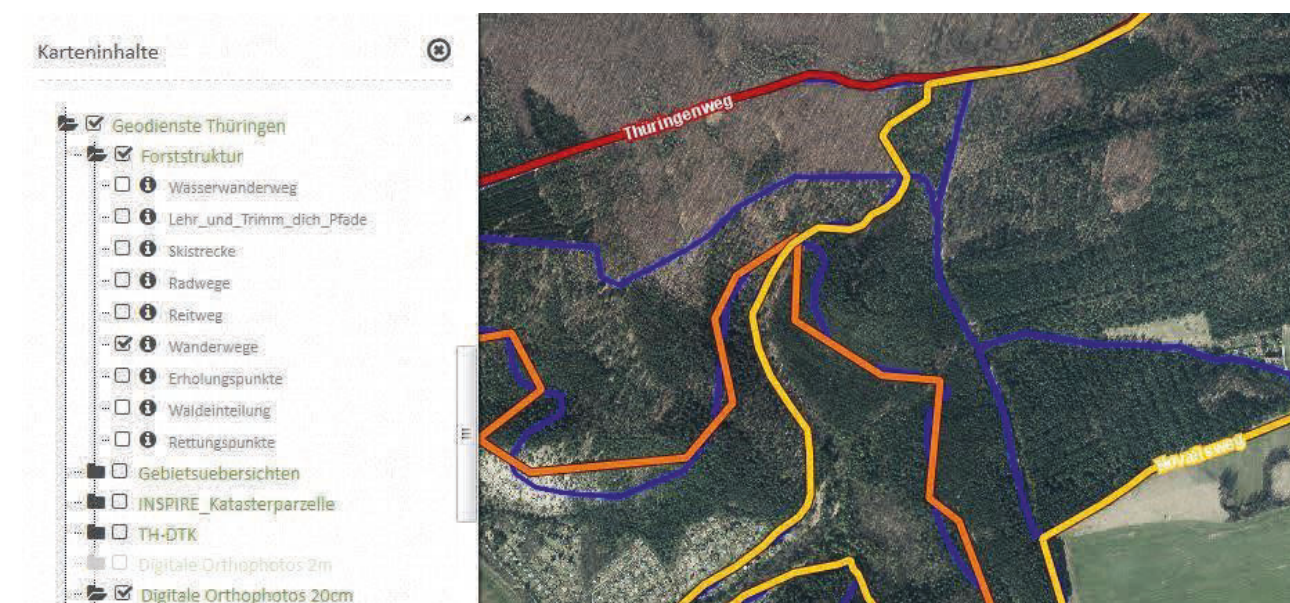 Karteninhalte
Geodienste Thüringen
Forststruktur
Wasserwanderweg
Lehr_und_Trimm_dich_Pfade
Skistrecke
Radwege
Reitweg
Wanderwege
Erholungspunkte
Waldeinteilung
Rettungspunkte
Gebietsuebersichten
INSPIRE_Katasterparzelle
TH-DTK
Digitale Orthophotos 2m
Digitale Orthophotos 20cm
Thüringenweg
Novalisweg